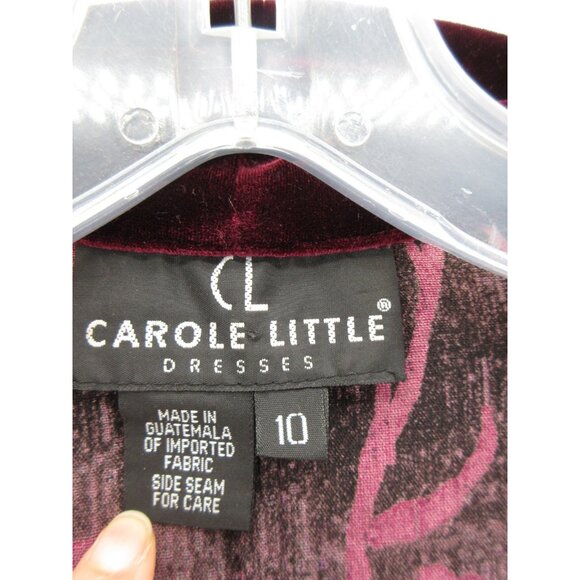 CL
CAROLE LITTLE®
DRESSES
MADE IN
GUATEMALA
OF IMPORTED
FABRIC
SIDE SEAM
FOR CARE
10